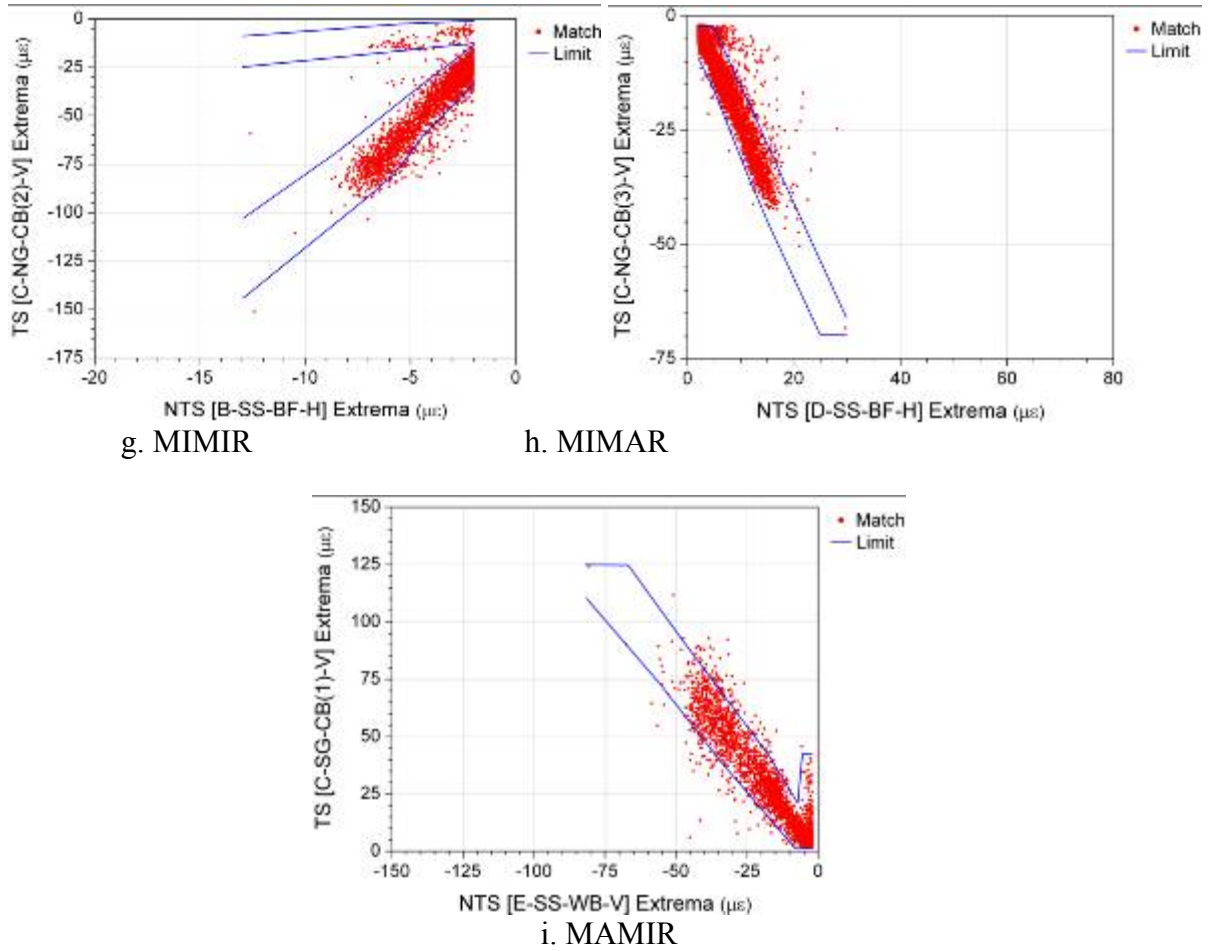 0
-25
-50
-75
-100
-125
-150
-175
-20 -15 -10 -5 0
TS [C-NG-CB(2)-V] Extrema (με)
NTS [B-SS-BF-H] Extrema (με)
Match
Limit
g. MIMIR
0
-25
-50
-75
0 20 40 60 80
TS [C-NG-CB(3)-V] Extrema (με)
NTS [D-SS-BF-H] Extrema (με)
Match
Limit
h. MIMAR
150
125
100
75
50
25
0
-150 -125 -100 -75 -50 -25 0
TS [C-SG-CB(1)-V] Extrema (με)
NTS [E-SS-WB-V] Extrema (με)
Match
Limit
i. MAMIR